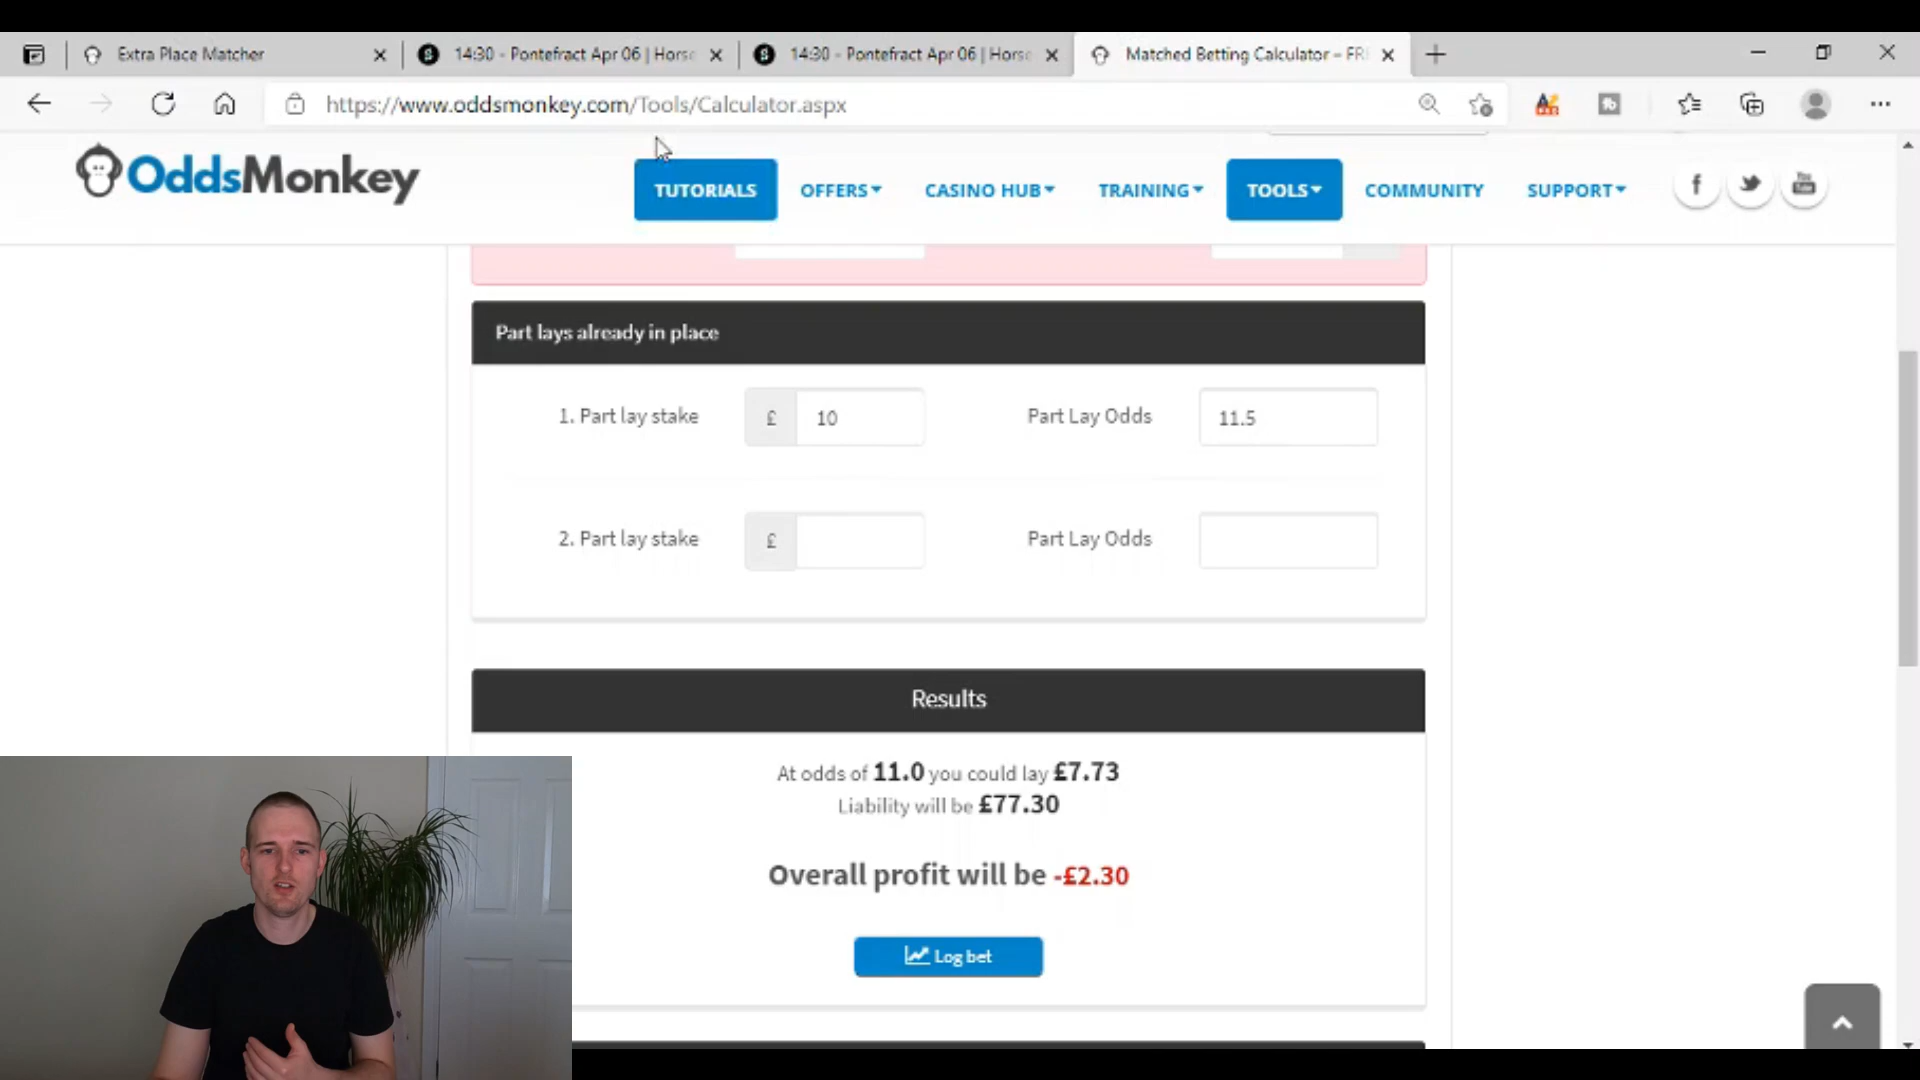 Extra Place Matcher
14:30 - Pontefract Apr 06 | Horse
14:30 - Pontefract Apr 06 | Horse
Matched Betting Calculator – FR
https://www.oddsmonkey.com/Tools/Calculator.aspx
OddsMonkey
TUTORIALS
OFFERS
CASINO HUB
TRAINING
TOOLS
COMMUNITY
SUPPORT
Part lays already in place
1. Part lay stake £ 10 Part Lay Odds 11.5
2. Part lay stake £ Part Lay Odds
Results
At odds of 11.0 you could lay £7.73
Liability will be £77.30
Overall profit will be -£2.30
Log bet